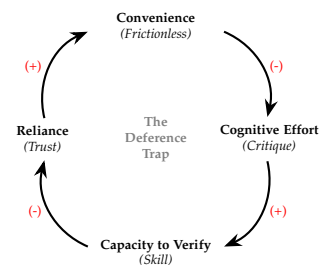 Convenience
(Frictionless)
(+)
(-)
The
Deference
Trap
Reliance
(Trust)
Cognitive Effort
(Critique)
(-)
(+)
Capacity to Verify
(Skill)